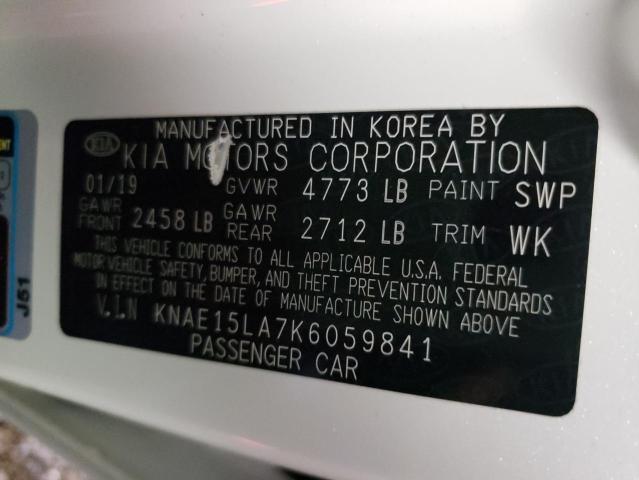 MANUFACTURED IN KOREA BY
KIA KIA MOTORS CORPORATION
01/19 GVWR 4773 LB PAINT SWP
GAWR FRONT 2458 LB GAWR REAR 2712 LB TRIM WK
THIS VEHICLE CONFORMS TO ALL APPLICABLE U.S.A. FEDERAL
MOTOR VEHICLE SAFETY, BUMPER, AND THEFT PREVENTION STANDARDS
IN EFFECT ON THE DATE OF MANUFACTURE SHOWN ABOVE
V.I.N KNAE15LA7K6059841
PASSENGER CAR
J51